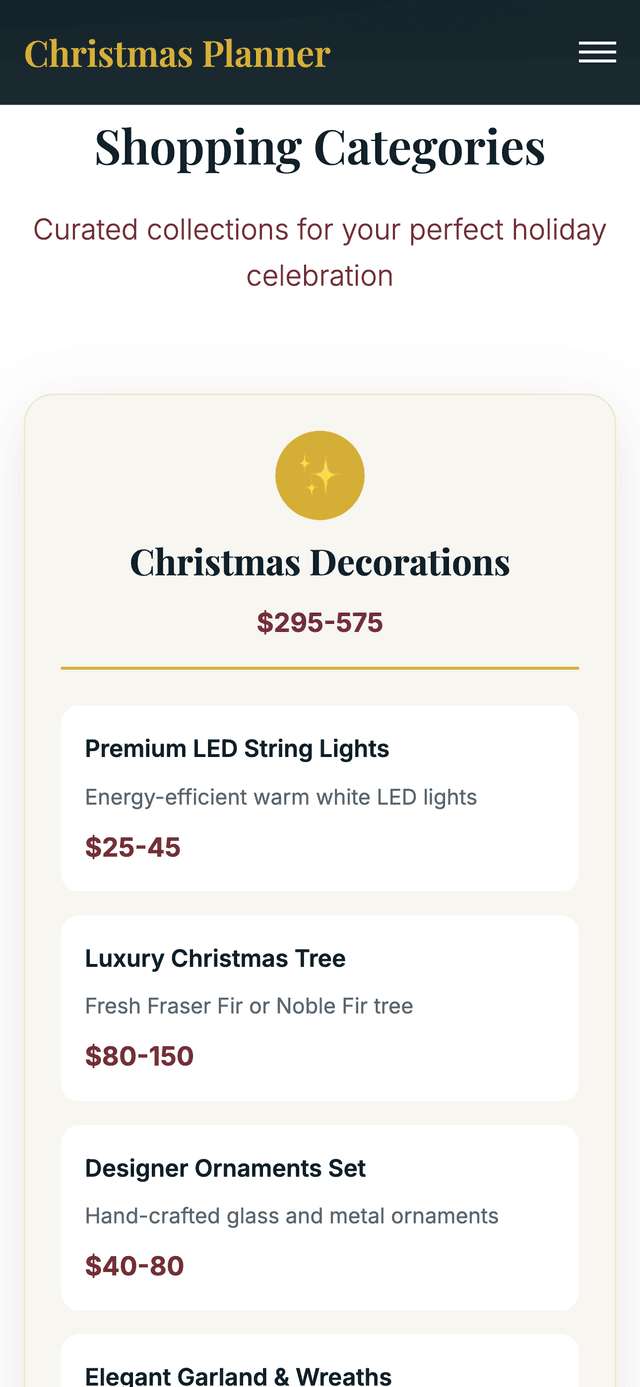 Christmas Planner
Shopping Categories
Curated collections for your perfect holiday
celebration
Christmas Decorations
$295-575
Premium LED String Lights
Energy-efficient warm white LED lights
$25-45
Luxury Christmas Tree
Fresh Fraser Fir or Noble Fir tree
$80-150
Designer Ornaments Set
Hand-crafted glass and metal ornaments
$40-80
Elegant Garland & Wreaths